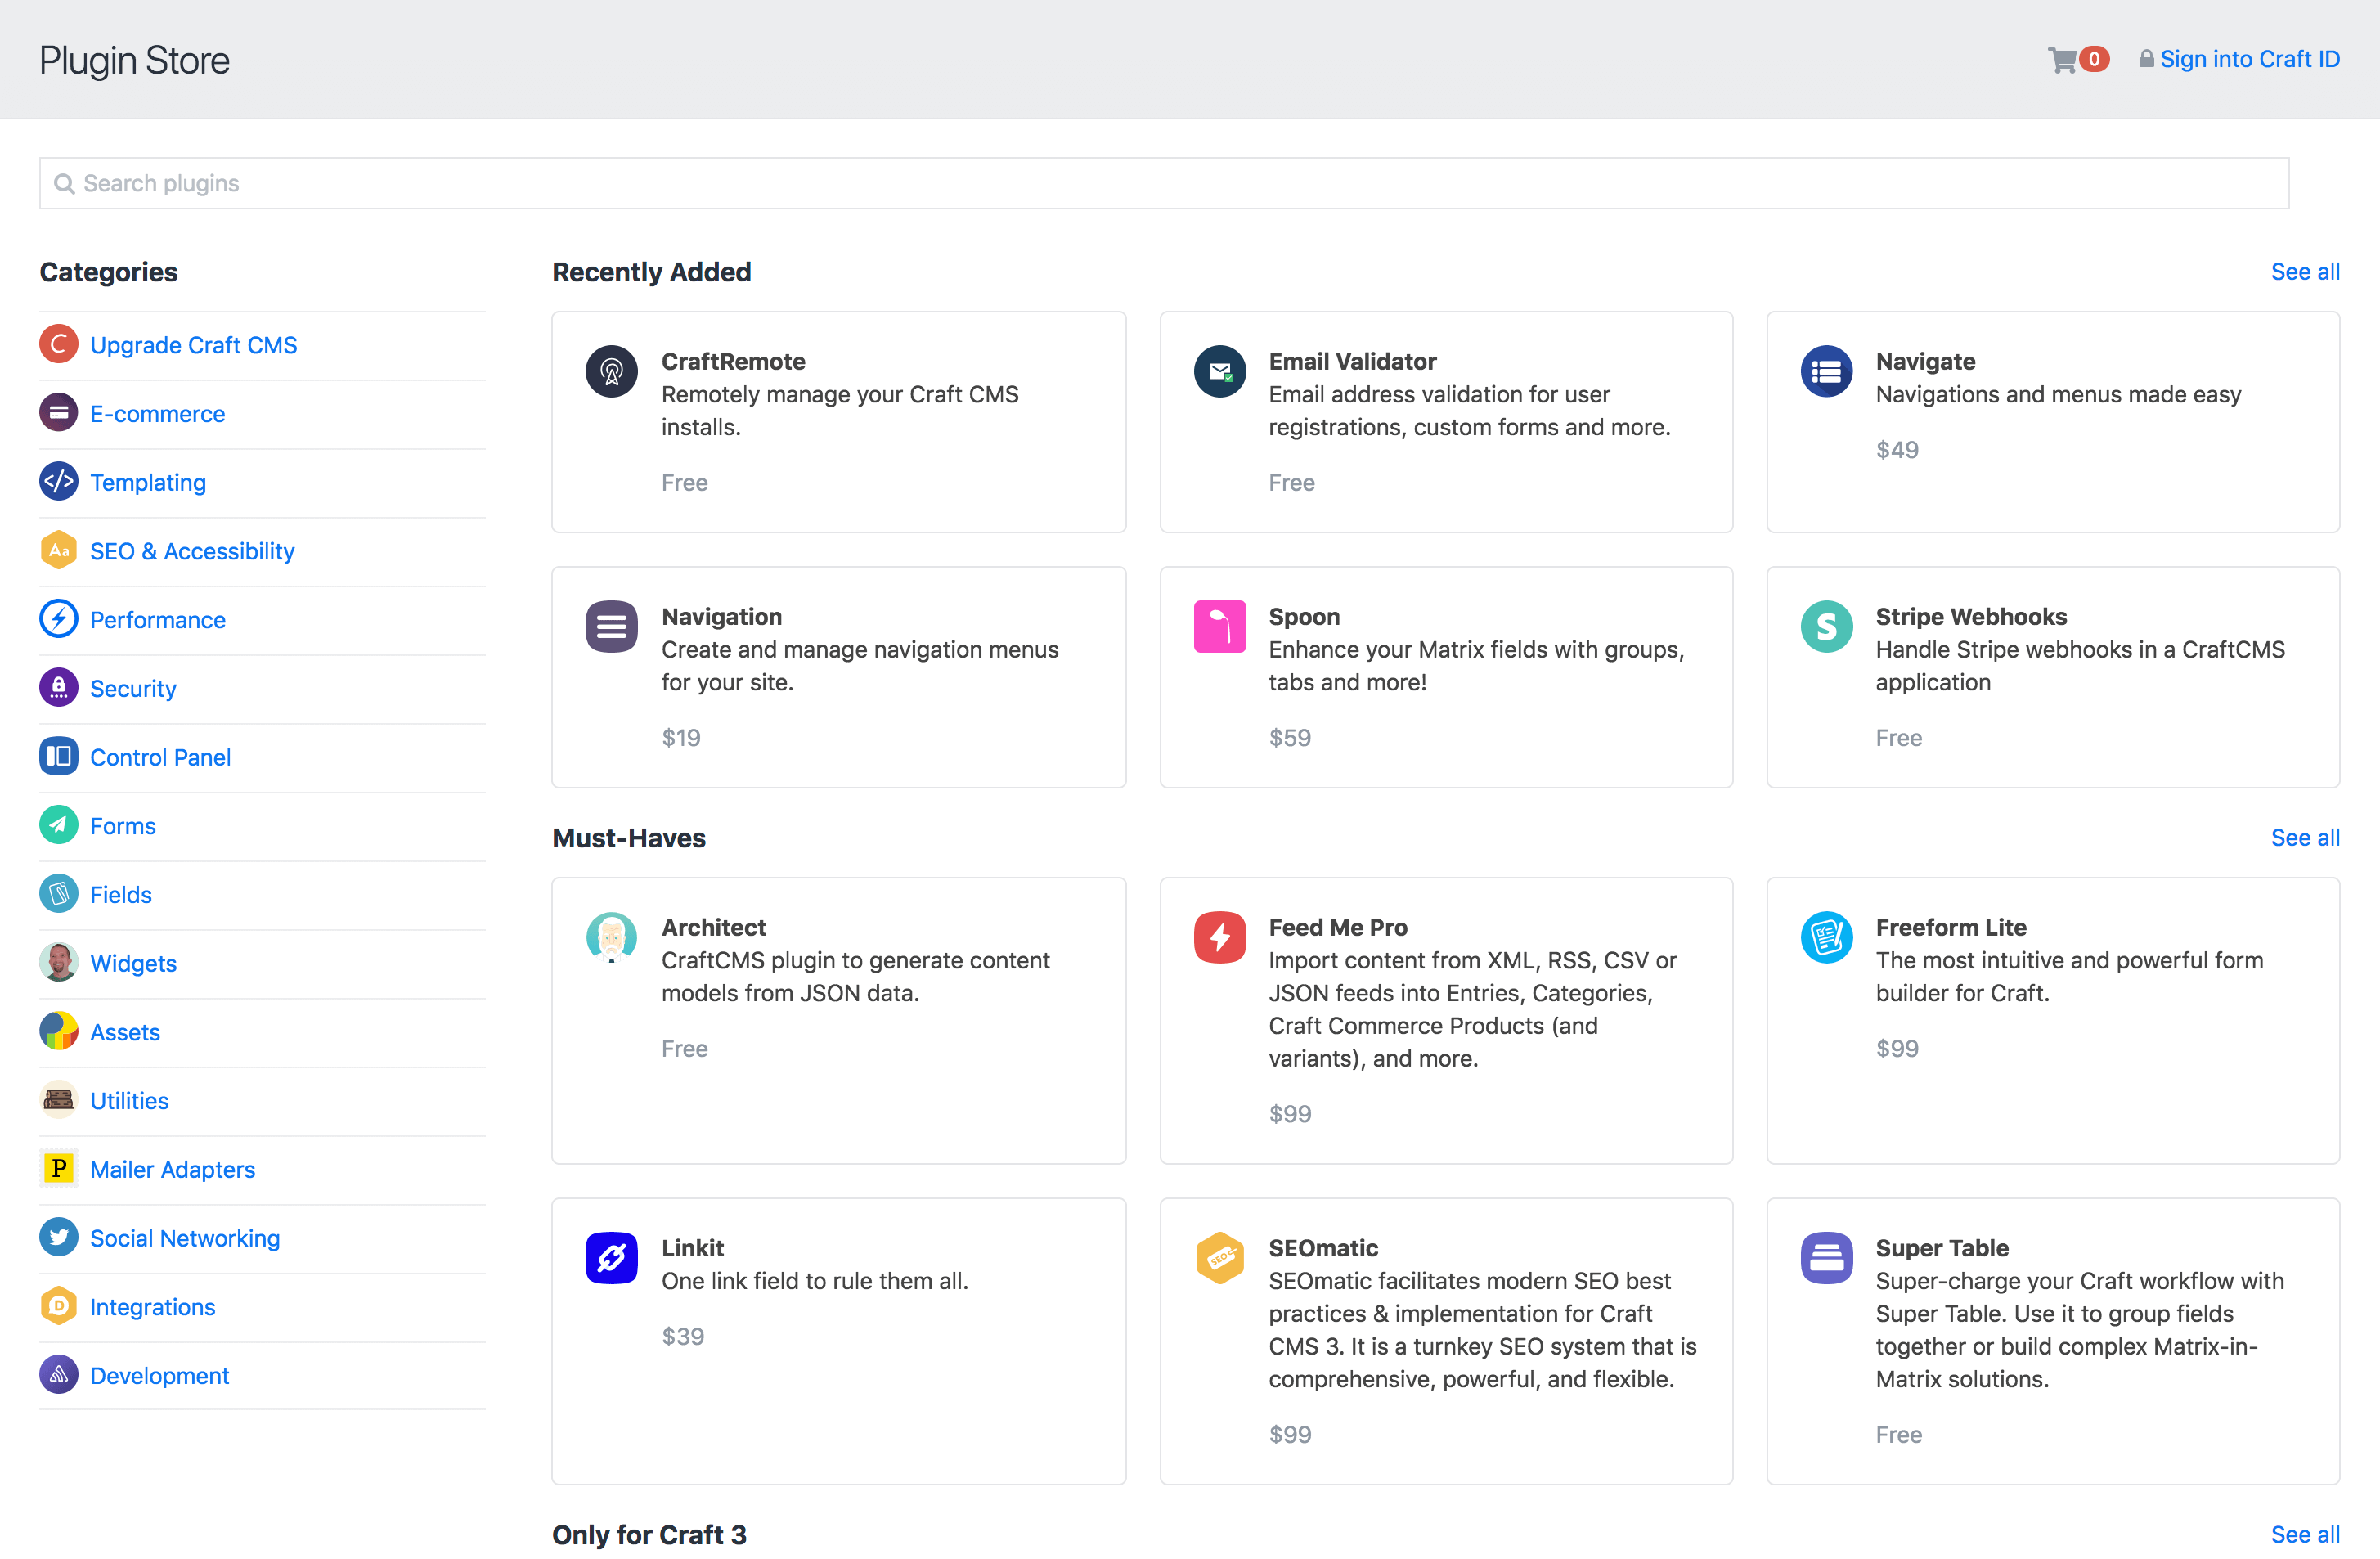 Plugin Store
0
Sign into Craft ID
Search plugins
Categories
Upgrade Craft CMS
E-commerce
Templating
SEO & Accessibility
Performance
Security
Control Panel
Forms
Fields
Widgets
Assets
Utilities
Mailer Adapters
Social Networking
Integrations
Development
Recently Added
See all
CraftRemote
Remotely manage your Craft CMS
installs.
Free
Email Validator
Email address validation for user
registrations, custom forms and more.
Free
Navigate
Navigations and menus made easy
$49
Navigation
Create and manage navigation menus
for your site.
$19
Spoon
Enhance your Matrix fields with groups,
tabs and more!
$59
S
Stripe Webhooks
Handle Stripe webhooks in a CraftCMS
application
Free
Must-Haves
See all
Architect
CraftCMS plugin to generate content
models from JSON data.
Free
Feed Me Pro
Import content from XML, RSS, CSV or
JSON feeds into Entries, Categories,
Craft Commerce Products (and
variants), and more.
$99
Freeform Lite
The most intuitive and powerful form
builder for Craft.
$99
Linkit
One link field to rule them all.
$39
SEO
SEOmatic
SEOmatic facilitates modern SEO best
practices & implementation for Craft
CMS 3. It is a turnkey SEO system that is
comprehensive, powerful, and flexible.
$99
Super Table
Super-charge your Craft workflow with
Super Table. Use it to group fields
together or build complex Matrix-in-
Matrix solutions.
Free
Only for Craft 3
See all